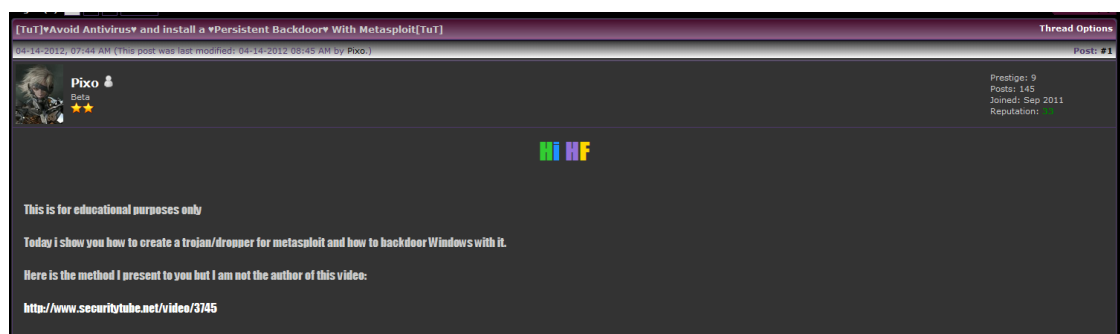 [TuT]♥Avoid Antivirus♥ and install a ♥Persistent Backdoor♥ With Metasploit[TuT]
Thread Options
04-14-2012, 07:44 AM (This post was last modified: 04-14-2012 08:45 AM by Pixo.)
Post: #1
Pixo
Beta
Prestige: 9
Posts: 145
Joined: Sep 2011
Reputation: 33
Hi HF
This is for educational purposes only
Today i show you how to create a trojan/dropper for metasploit and how to backdoor Windows with it.
Here is the method I present to you but I am not the author of this video:
http://www.securitytube.net/video/3745